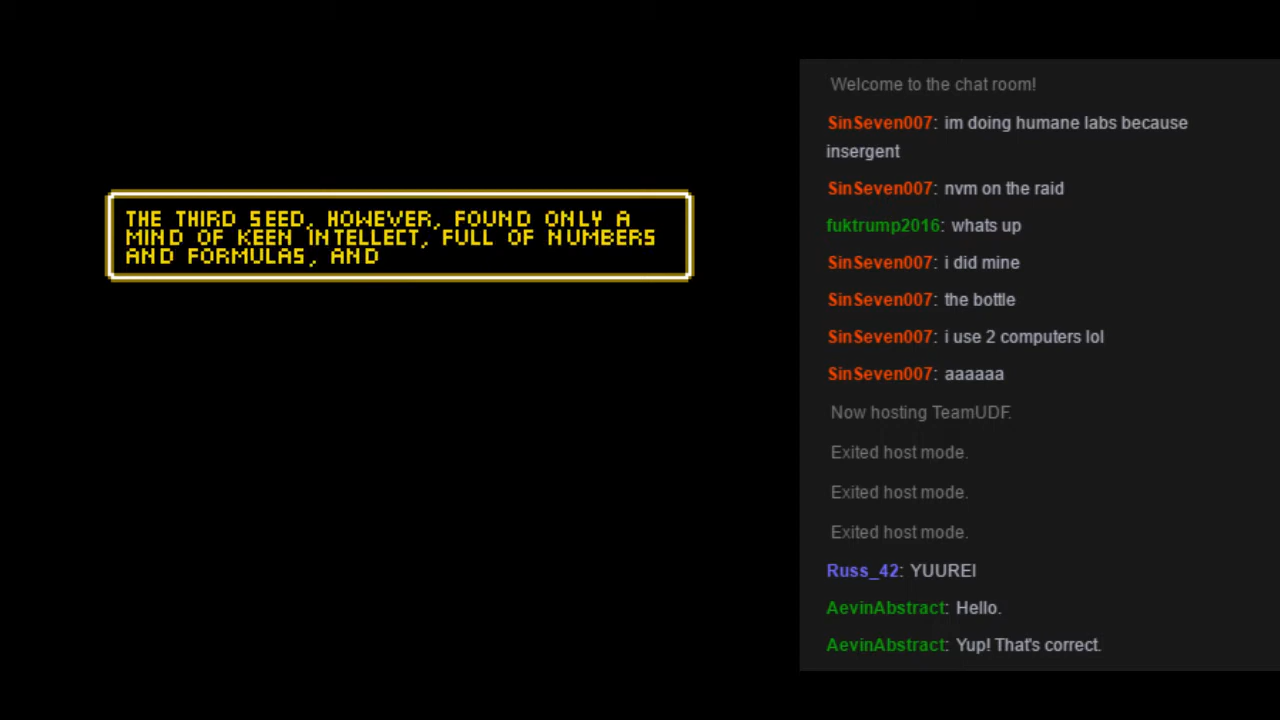 THE THIRD SEED, HOWEVER, FOUND ONLY A
MIND OF KEEN INTELLECT, FULL OF NUMBERS
AND FORMULAS, AND
Welcome to the chat room!
SinSeven007: im doing humane labs because
insergent
SinSeven007: nvm on the raid
fuktrump2016: whats up
SinSeven007: i did mine
SinSeven007: the bottle
SinSeven007: i use 2 computers lol
SinSeven007: aaaaaa
Now hosting TeamUDF.
Exited host mode.
Exited host mode.
Exited host mode.
Russ_42: YUUREI
AevinAbstract: Hello.
AevinAbstract: Yup! That's correct.